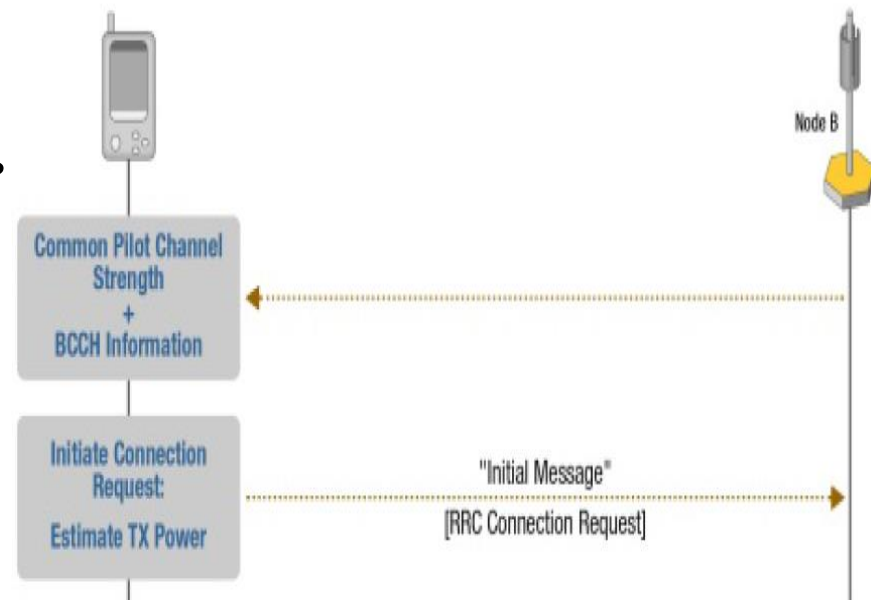 Node B
Common Pilot Channel
Strength
+
BCCH Information
Initiate Connection
Request:
Estimate TX Power
"Initial Message"
[RRC Connection Request]